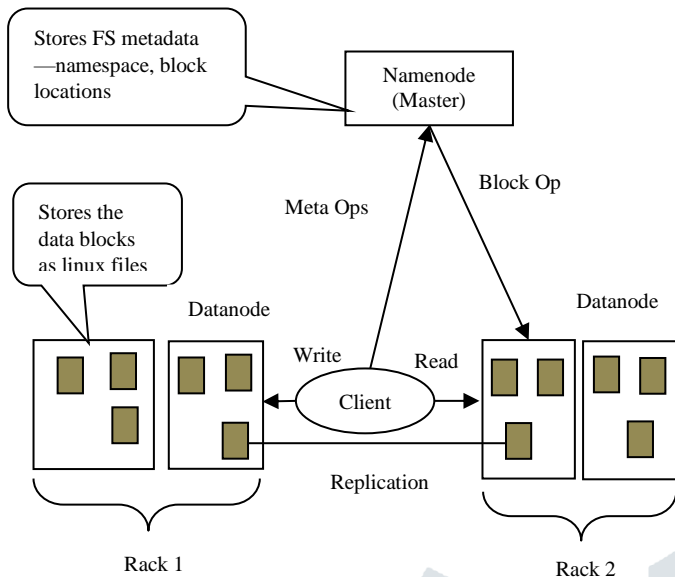 Stores FS metadata
—namespace, block
locations
Namenode
(Master)
Meta Ops
Block Op
Stores the
data blocks
as linux files
Datanode
Datanode
Write
Read
Client
Replication
Rack 1
Rack 2